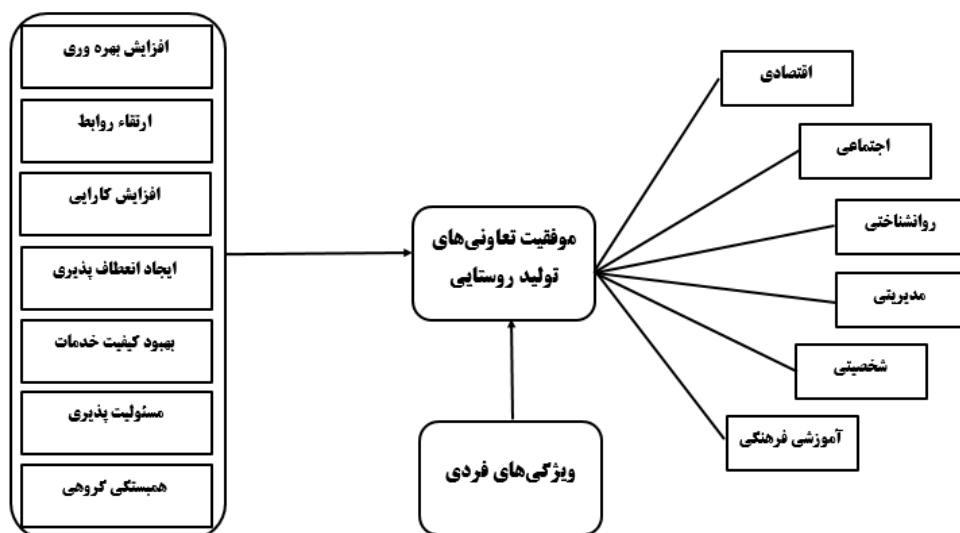 افزایش بهره وری
ارتقاء روابط
افزایش کارایی
ایجاد انعطاف پذیری
بهبود کیفیت خدمات
مسئولیت پذیری
همبستگی گروهی
موفقیت تعاونی‌های
تولید روستایی
ویژگی‌های فردی
اقتصادی
اجتماعی
روانشناختی
مدیریتی
شخصیتی
آموزشی فرهنگی